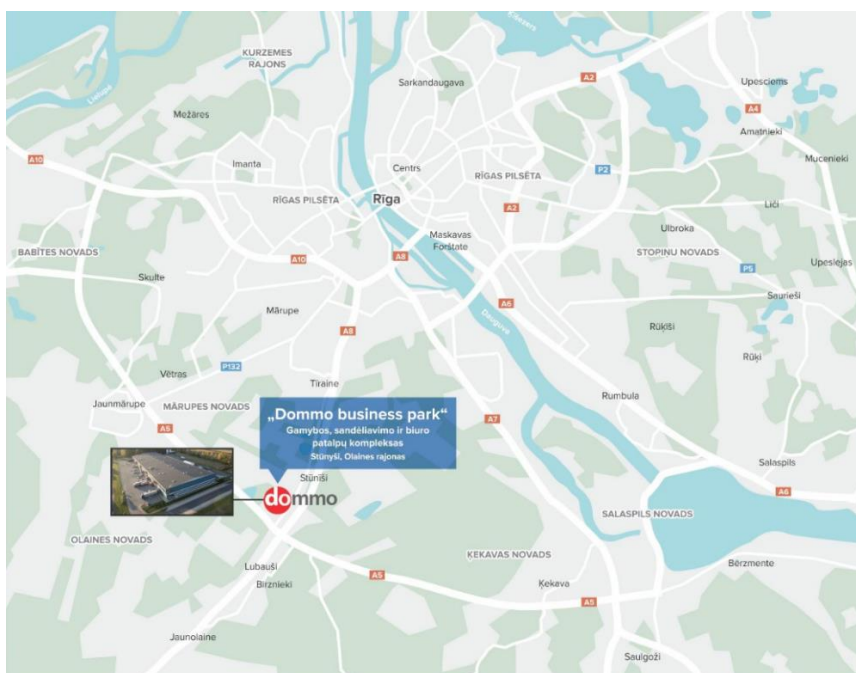 Ķīšezers
KURZEMES
RAJONS
Sarkandaugava
A2
Upesciems
Lielupe
A4
Mežāres
Amatnieki
A10
Imanta
Centrs
RĪGAS PILSĒTA
P2
Mucenieki
RĪGAS PILSĒTA
Rīga
A2
Liči
Maskavas
Forštate
Ulbroka
BABĪTES NOVADS
A10
A8
STOPIŅU NOVADS
Upeslejas
Skulte
P5
Saurieši
Mārupe
A6
Daugava
A8
Rūķīši
Rūķi
P132
Vētras
Tīraine
Rumbula
Jaunmārupe
MĀRUPES NOVADS
A5
„Dommo business park“
Gamybos, sandėliavimo ir biuro
patalpų kompleksas
Stūnyši, Olaines rajonas
A7
Salaspils
Stūnīši
dommo
A6
SALASPILS NOVADS
OLAINES NOVADS
ĶEKAVAS NOVADS
Lubauši
Bērzmente
Birznieki
A5
Ķekava
A5
Jaunolaine
Saulgoži